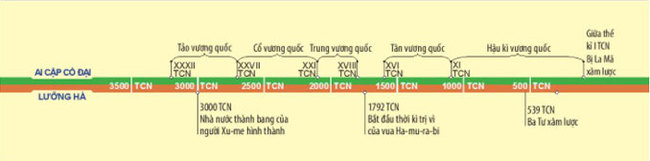 Tảo vương quốc
Cổ vương quốc
Trung vương quốc
Tân vương quốc
Hậu kì vương quốc
Giữa thế
kỉ I TCN
Bị La Mã
xâm lược
XXXII
TCN
XXVII
TCN
XXI
TCN
XVIII
TCN
XVI
TCN
XI
TCN
AI CẬP CỔ ĐẠI
LƯỠNG HÀ
3500 TCN
3000 TCN
2500 TCN
2000 TCN
1500 TCN
1000 TCN
500 TCN
3000 TCN
Nhà nước thành bang của
người Xu-me hình thành
1792 TCN
Bắt đầu thời kì trị vì
của vua Ha-mu-ra-bi
539 TCN
Ba Tư xâm lược